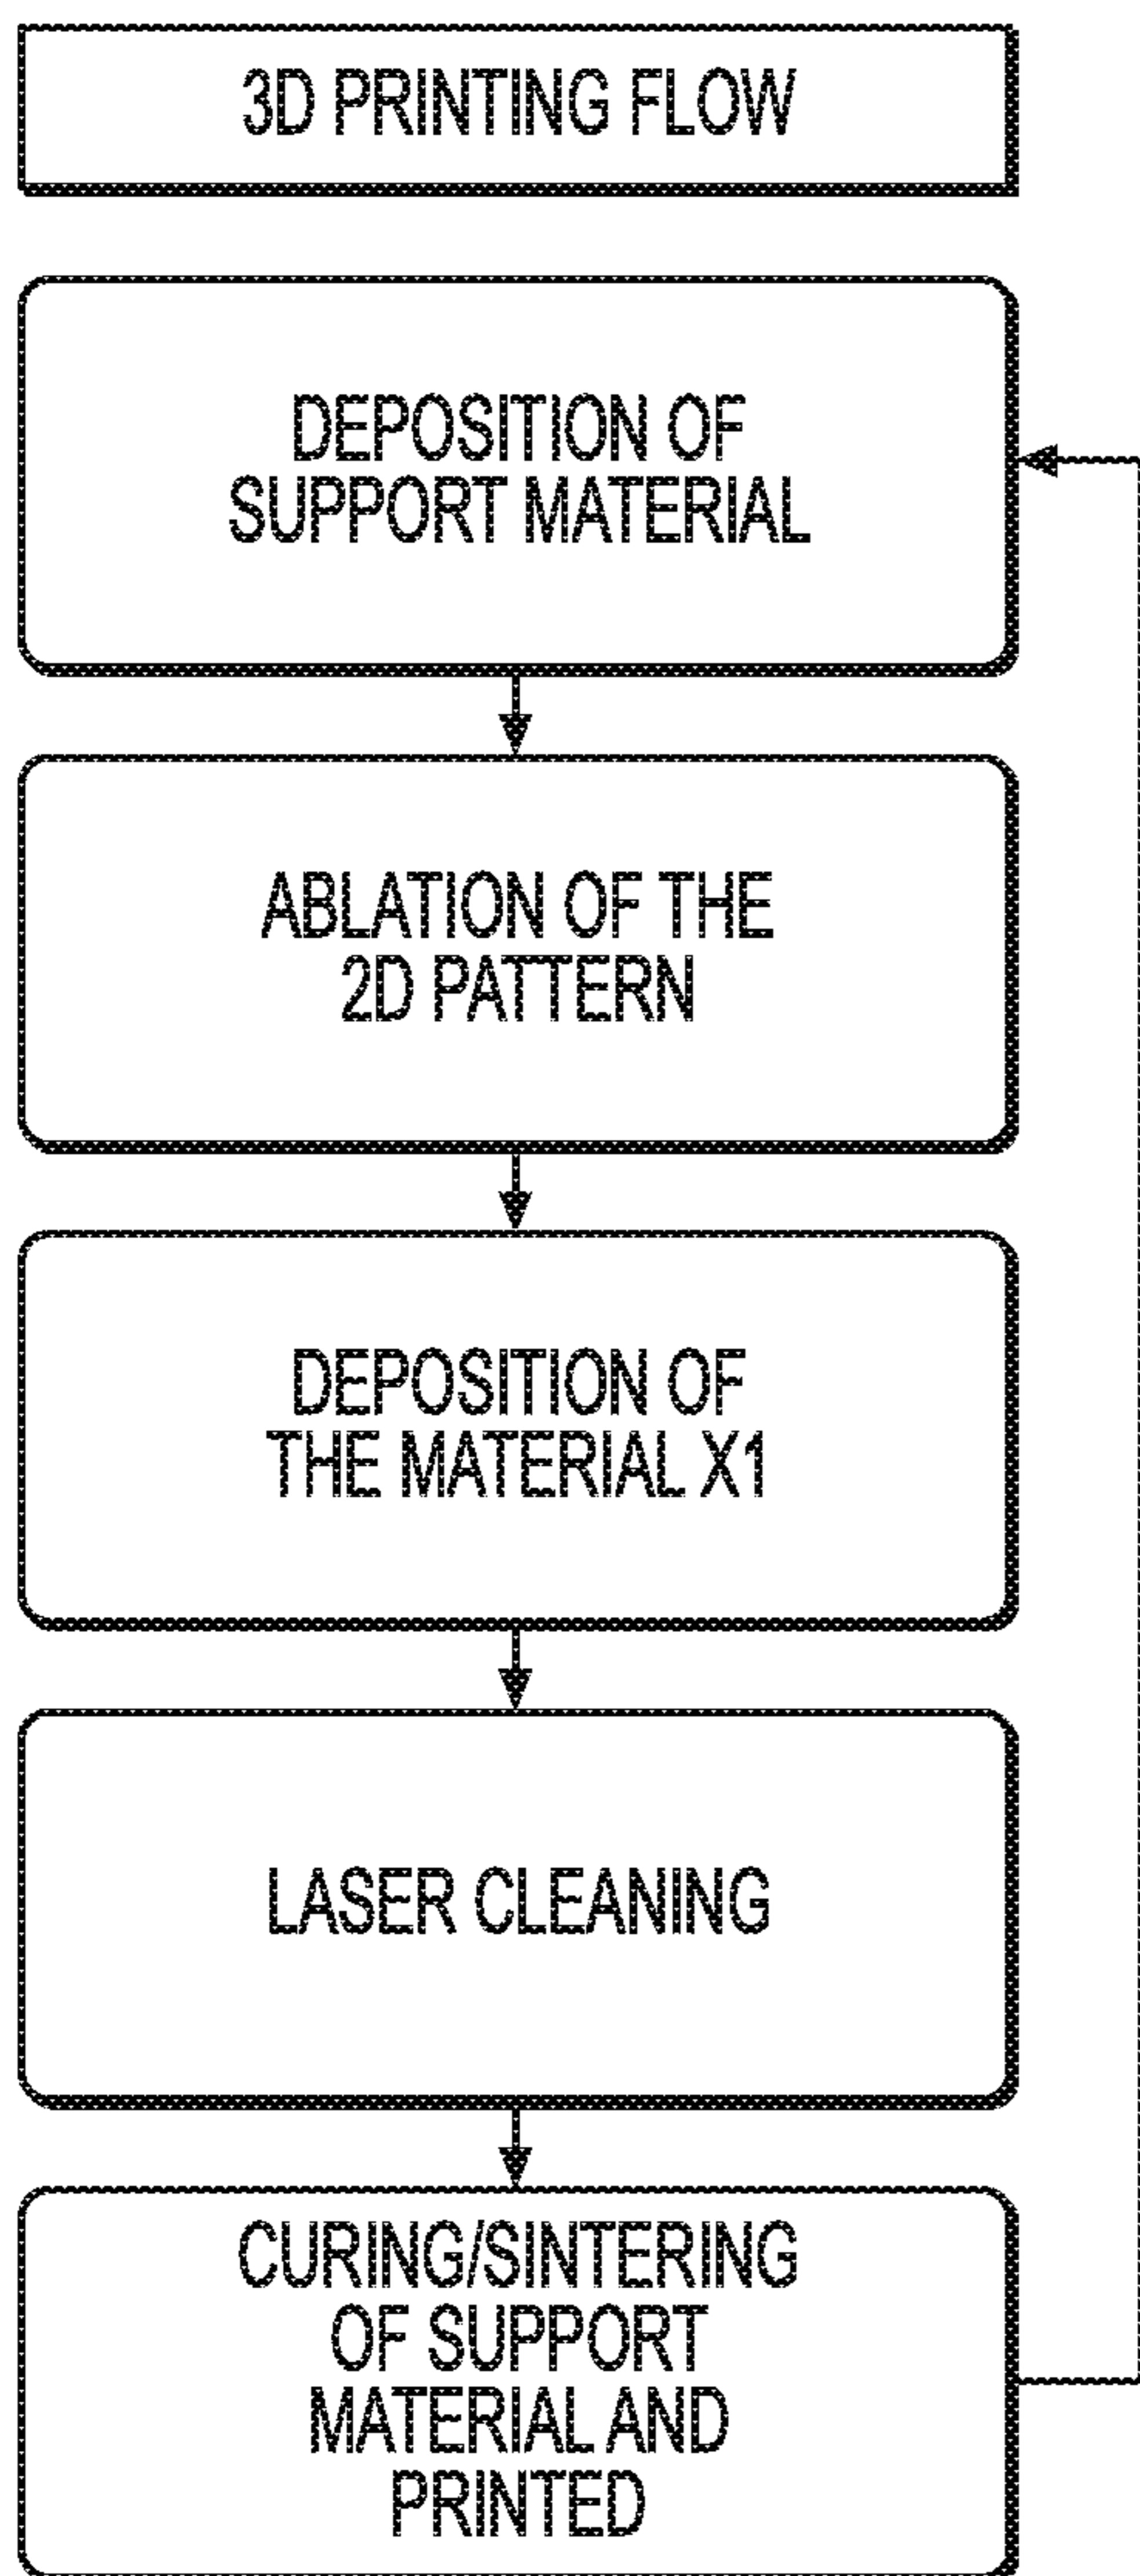 3D PRINTING FLOW
DEPOSITION OF
SUPPORT MATERIAL
ABLATION OF THE
2D PATTERN
DEPOSITION OF
THE MATERIAL X1
LASER CLEANING
CURING/SINTERING
OF SUPPORT
MATERIAL AND
PRINTED